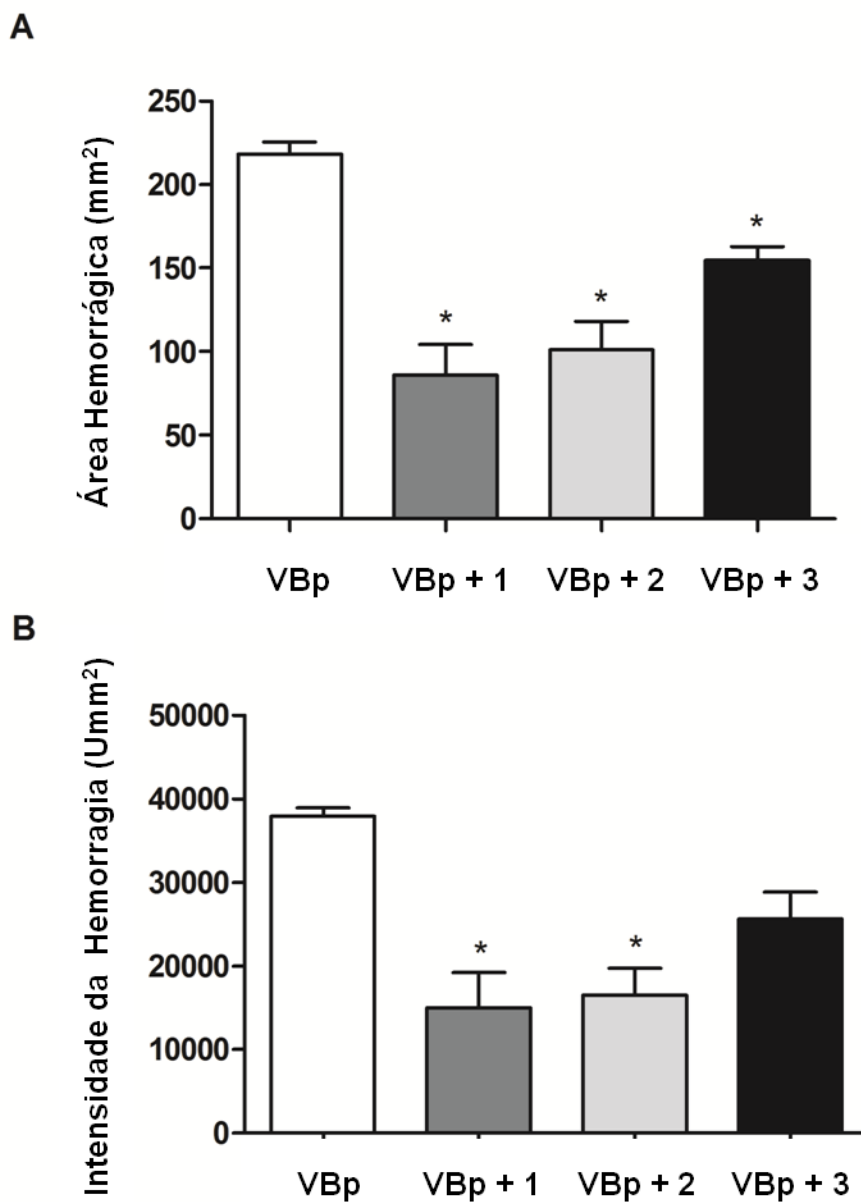 A
Área Hemorrágica (mm²)
250
200
150
100
50
0
*
*
*
VBp
VBp + 1
VBp + 2
VBp + 3
B
Intensidade da Hemorragia (Umm²)
50000
40000
30000
20000
10000
0
*
*
VBp
VBp + 1
VBp + 2
VBp + 3